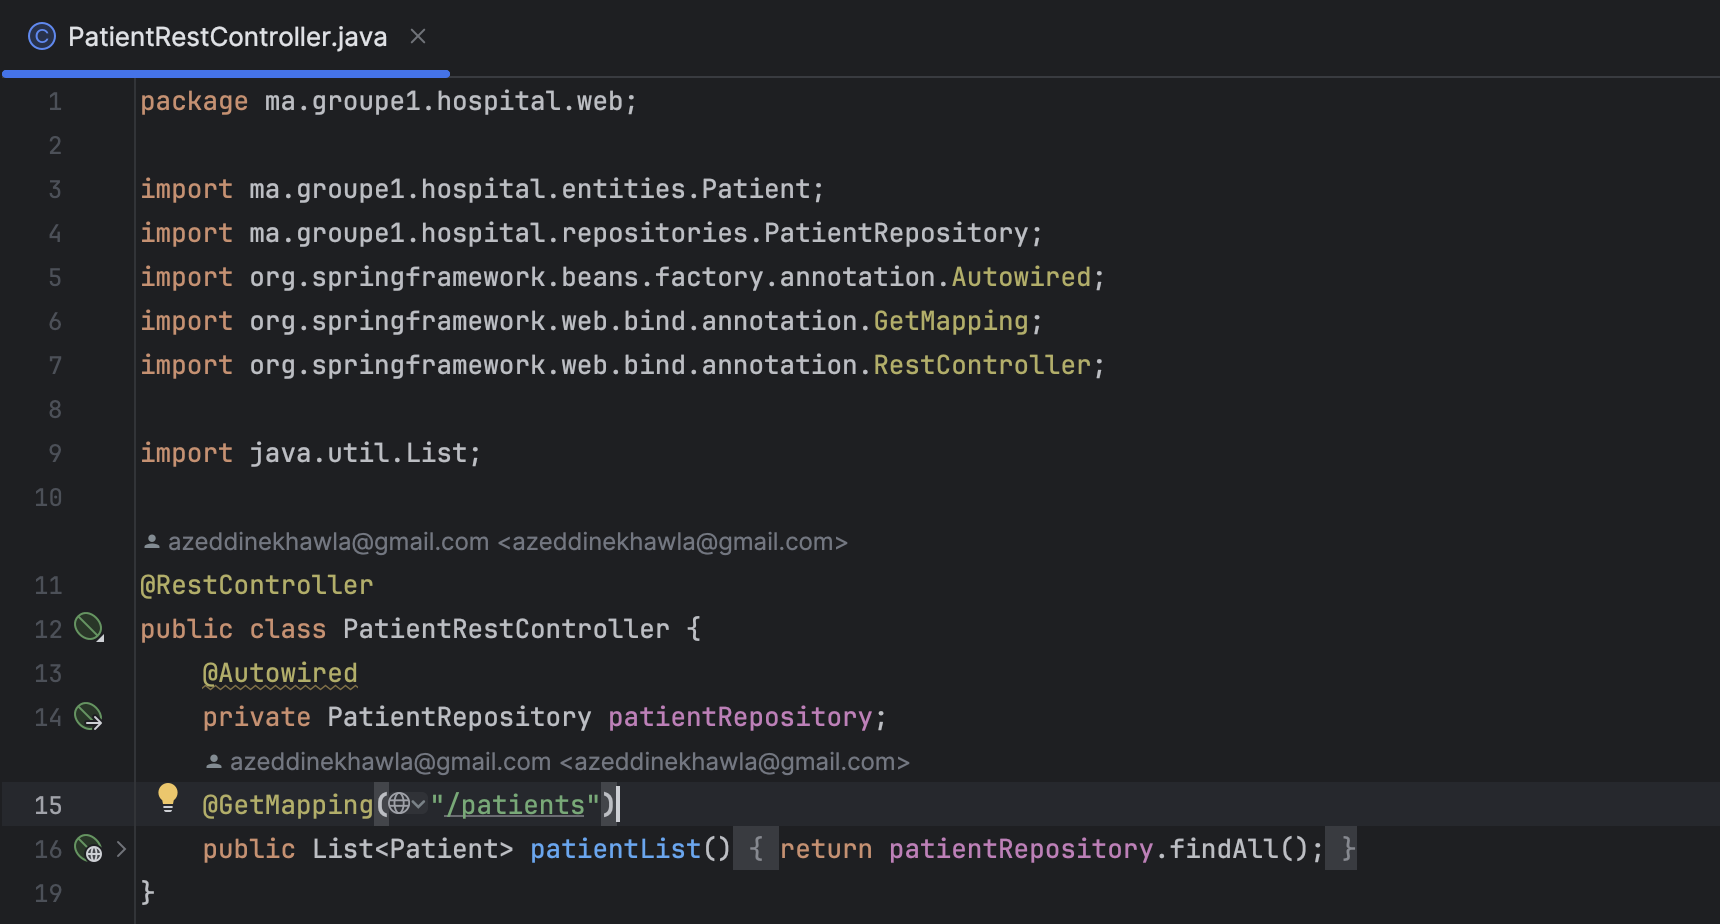 PatientRestController.java
1 package ma.groupe1.hospital.web;
2
3 import ma.groupe1.hospital.entities.Patient;
4 import ma.groupe1.hospital.repositories.PatientRepository;
5 import org.springframework.beans.factory.annotation.Autowired;
6 import org.springframework.web.bind.annotation.GetMapping;
7 import org.springframework.web.bind.annotation.RestController;
8
9 import java.util.List;
10
azeddinekhawla@gmail.com <azeddinekhawla@gmail.com>
11 @RestController
12 public class PatientRestController {
13 @Autowired
14 private PatientRepository patientRepository;
azeddinekhawla@gmail.com <azeddinekhawla@gmail.com>
15 @GetMapping("/patients")
16 public List<Patient> patientList() { return patientRepository.findAll(); }
19 }